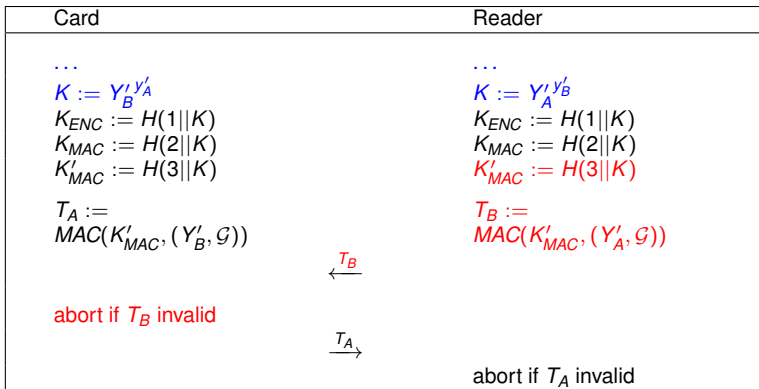 Card Reader
. . . . . .
K := Y′_B^{y′_A} K := Y′_A^{y′_B}
K_ENC := H(1||K) K_ENC := H(1||K)
K_MAC := H(2||K) K_MAC := H(2||K)
K′_MAC := H(3||K) K′_MAC := H(3||K)
T_A := T_B :=
MAC(K′_MAC, (Y′_B, 𝒢)) MAC(K′_MAC, (Y′_A, 𝒢))
T_B
←
abort if T_B invalid
T_A
→
abort if T_A invalid